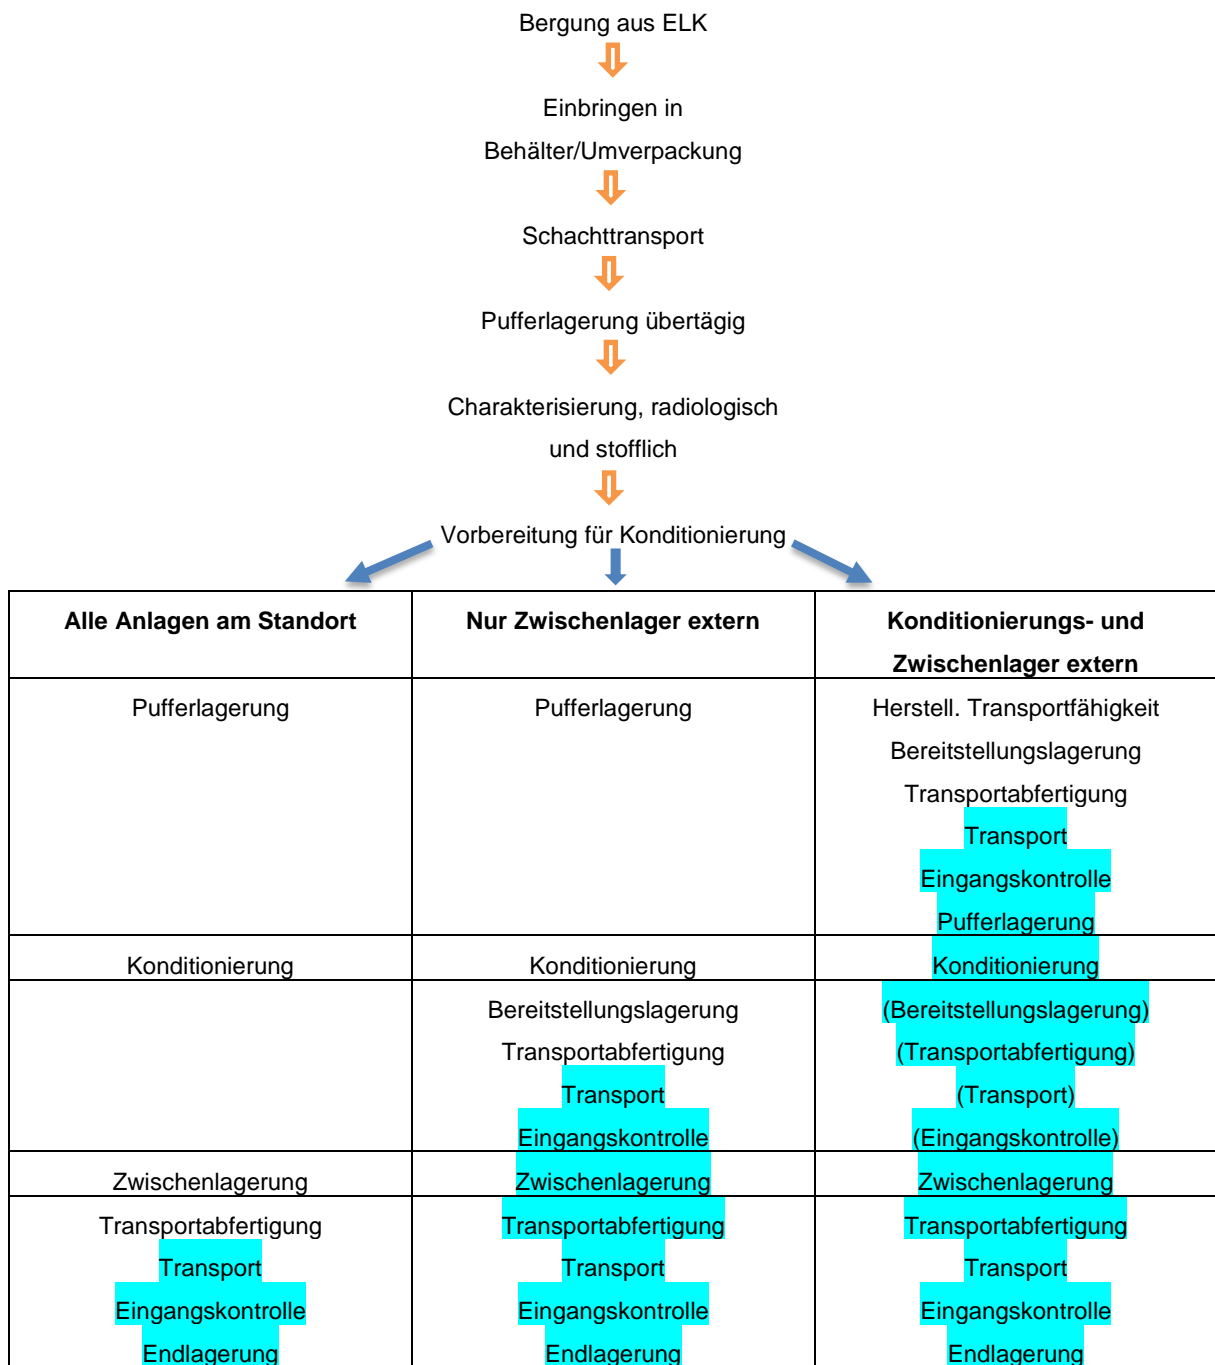 Bergung aus ELK
Einbringen in
Behälter/Umverpackung
Schachttransport
Pufferlagerung übertägig
Charakterisierung, radiologisch
und stofflich
Vorbereitung für Konditionierung
Alle Anlagen am Standort
Nur Zwischenlager extern
Konditionierungs- und
Zwischenlager extern
Pufferlagerung
Pufferlagerung
Herstell. Transportfähigkeit
Bereitstellungslagerung
Transportabfertigung
Transport
Eingangskontrolle
Pufferlagerung
Konditionierung
Konditionierung
Konditionierung
Bereitstellungslagerung
Transportabfertigung
Transport
Eingangskontrolle
(Bereitstellungslagerung)
(Transportabfertigung)
(Transport)
(Eingangskontrolle)
Zwischenlagerung
Zwischenlagerung
Zwischenlagerung
Transportabfertigung
Transport
Eingangskontrolle
Endlagerung
Transportabfertigung
Transport
Eingangskontrolle
Endlagerung
Transportabfertigung
Transport
Eingangskontrolle
Endlagerung